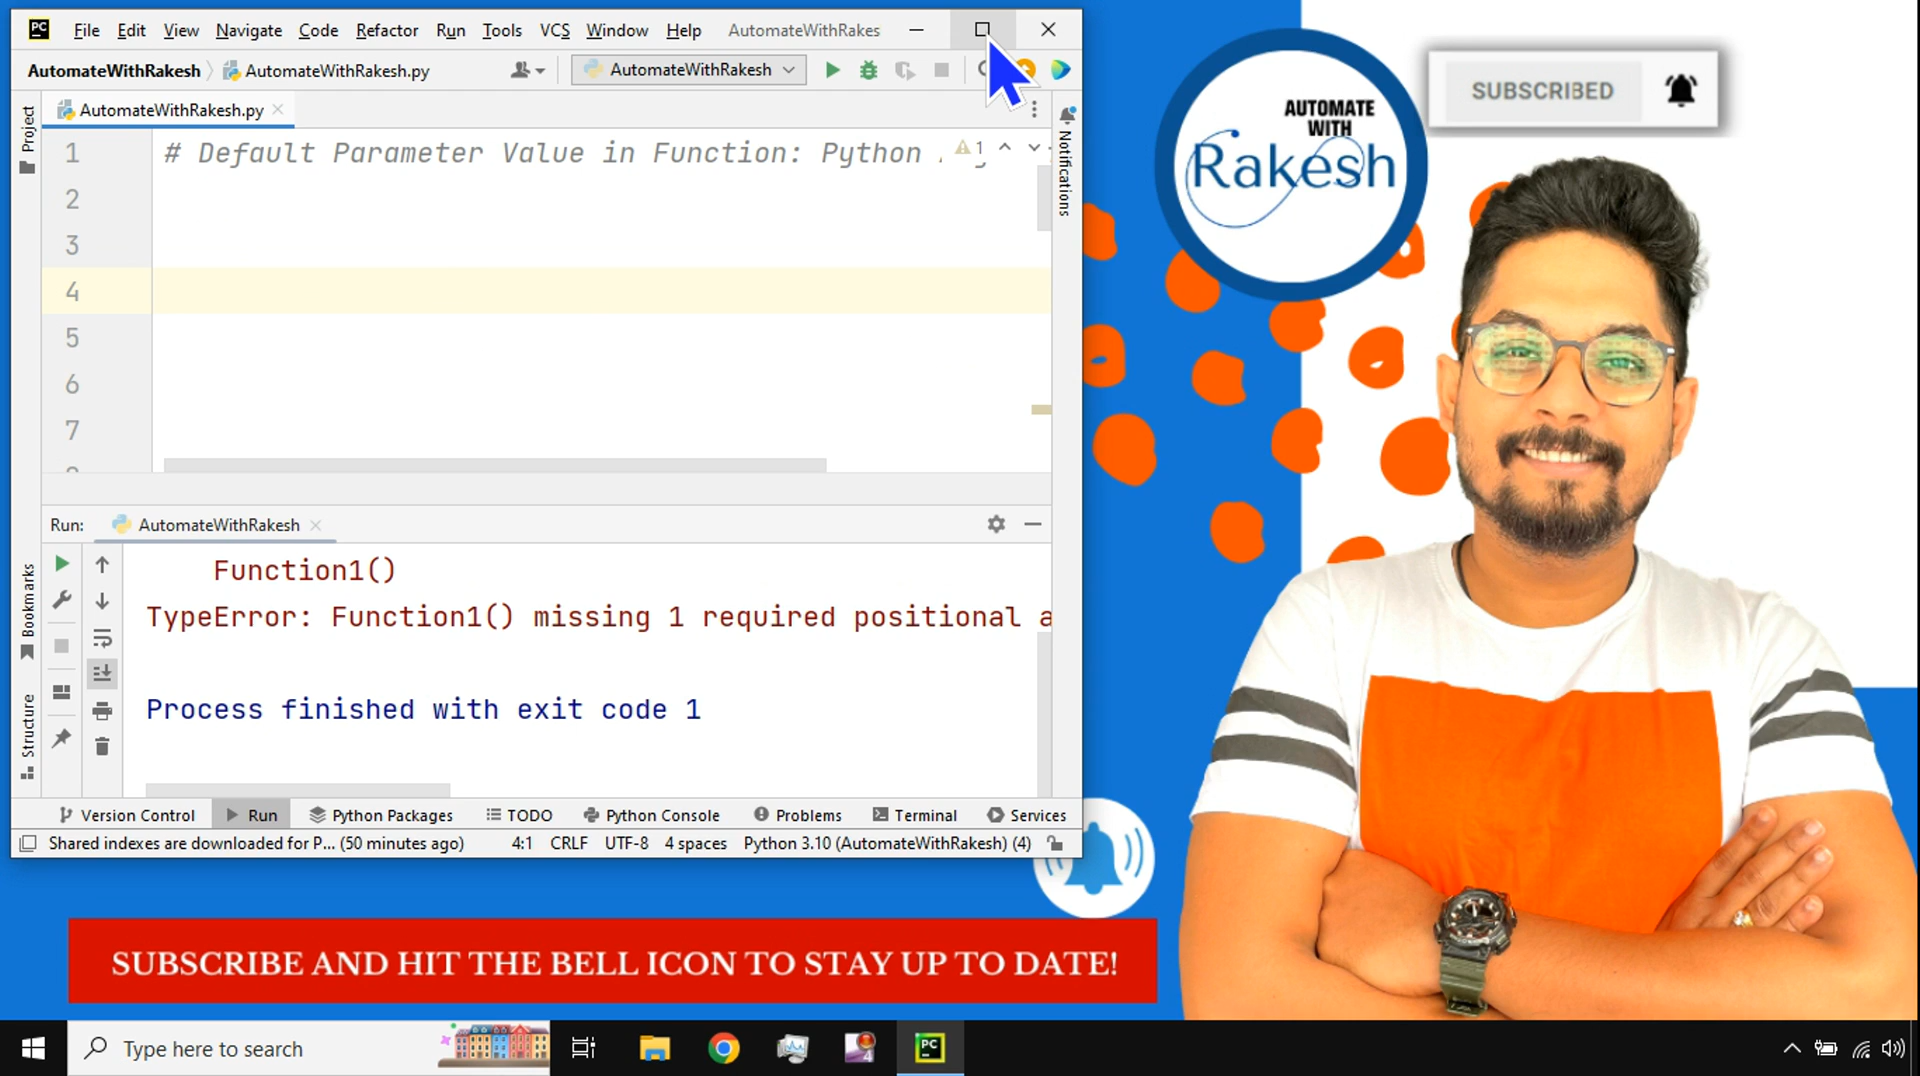 File Edit View Navigate Code Refactor Run Tools VCS Window Help AutomateWithRakes
AutomateWithRakesh AutomateWithRakesh.py AutomateWithRakesh
AutomateWithRakesh.py
Project
Notifications
1 # Default Parameter Value in Function: Python 1
2
3
4
5
6
7
Run: AutomateWithRakesh
Function1()
TypeError: Function1() missing 1 required positional a
Process finished with exit code 1
Bookmarks
Structure
Version Control Run Python Packages TODO Python Console Problems Terminal Services
Shared indexes are downloaded for P... (50 minutes ago) 4:1 CRLF UTF-8 4 spaces Python 3.10 (AutomateWithRakesh) (4)
AUTOMATE
WITH
Rakesh
SUBSCRIBED
SUBSCRIBE AND HIT THE BELL ICON TO STAY UP TO DATE!
Type here to search
PC
PC
4